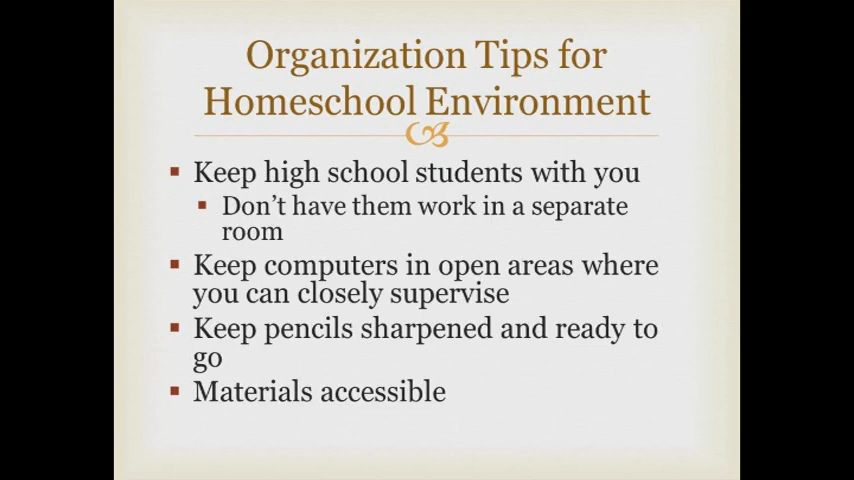 Organization Tips for
Homeschool Environment
▪ Keep high school students with you
▪ Don’t have them work in a separate
room
▪ Keep computers in open areas where
you can closely supervise
▪ Keep pencils sharpened and ready to
go
▪ Materials accessible